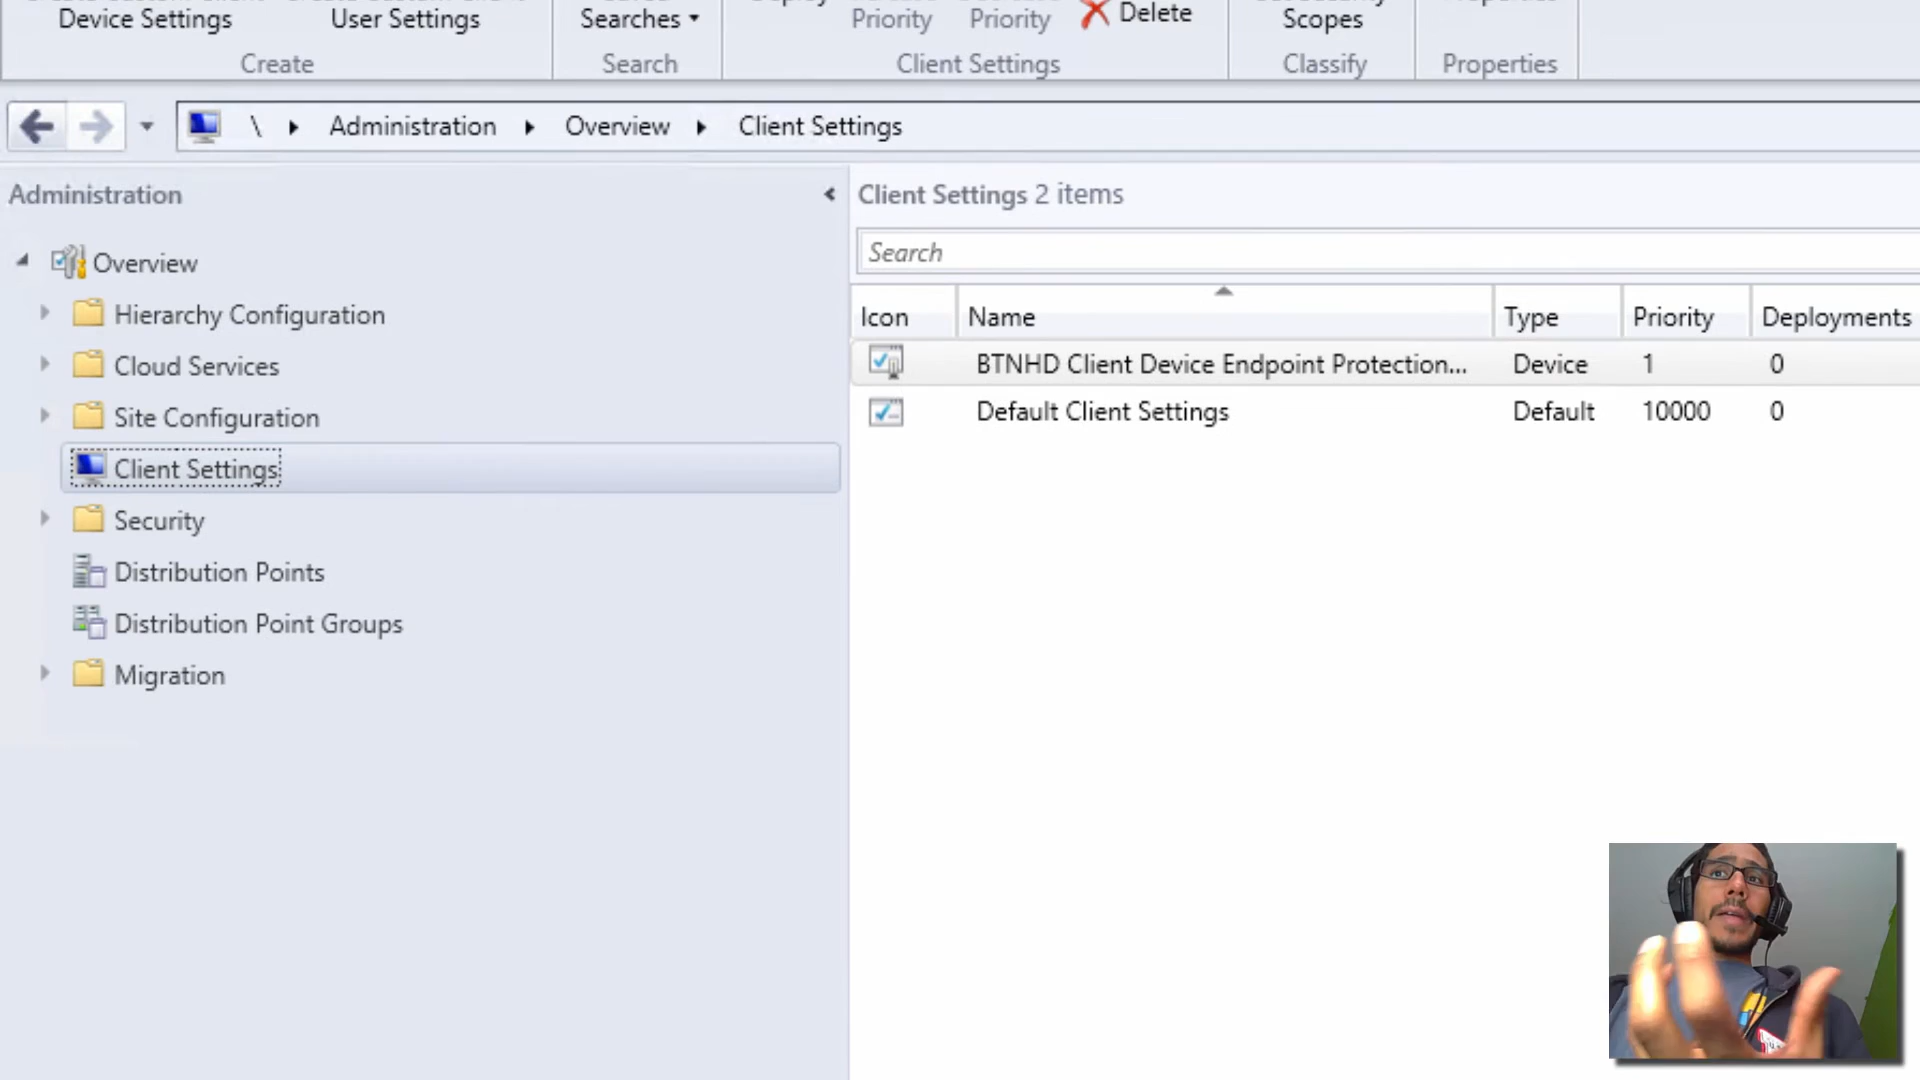 Device Settings
User Settings
Searches
Priority
Priority
Delete
Scopes
Create
Search
Client Settings
Classify
Properties
\ Administration Overview Client Settings
Administration
Overview
Hierarchy Configuration
Cloud Services
Site Configuration
Client Settings
Security
Distribution Points
Distribution Point Groups
Migration
Client Settings 2 items
Search
Icon Name Type Priority Deployments
BTNHD Client Device Endpoint Protection... Device 1 0
Default Client Settings Default 10000 0